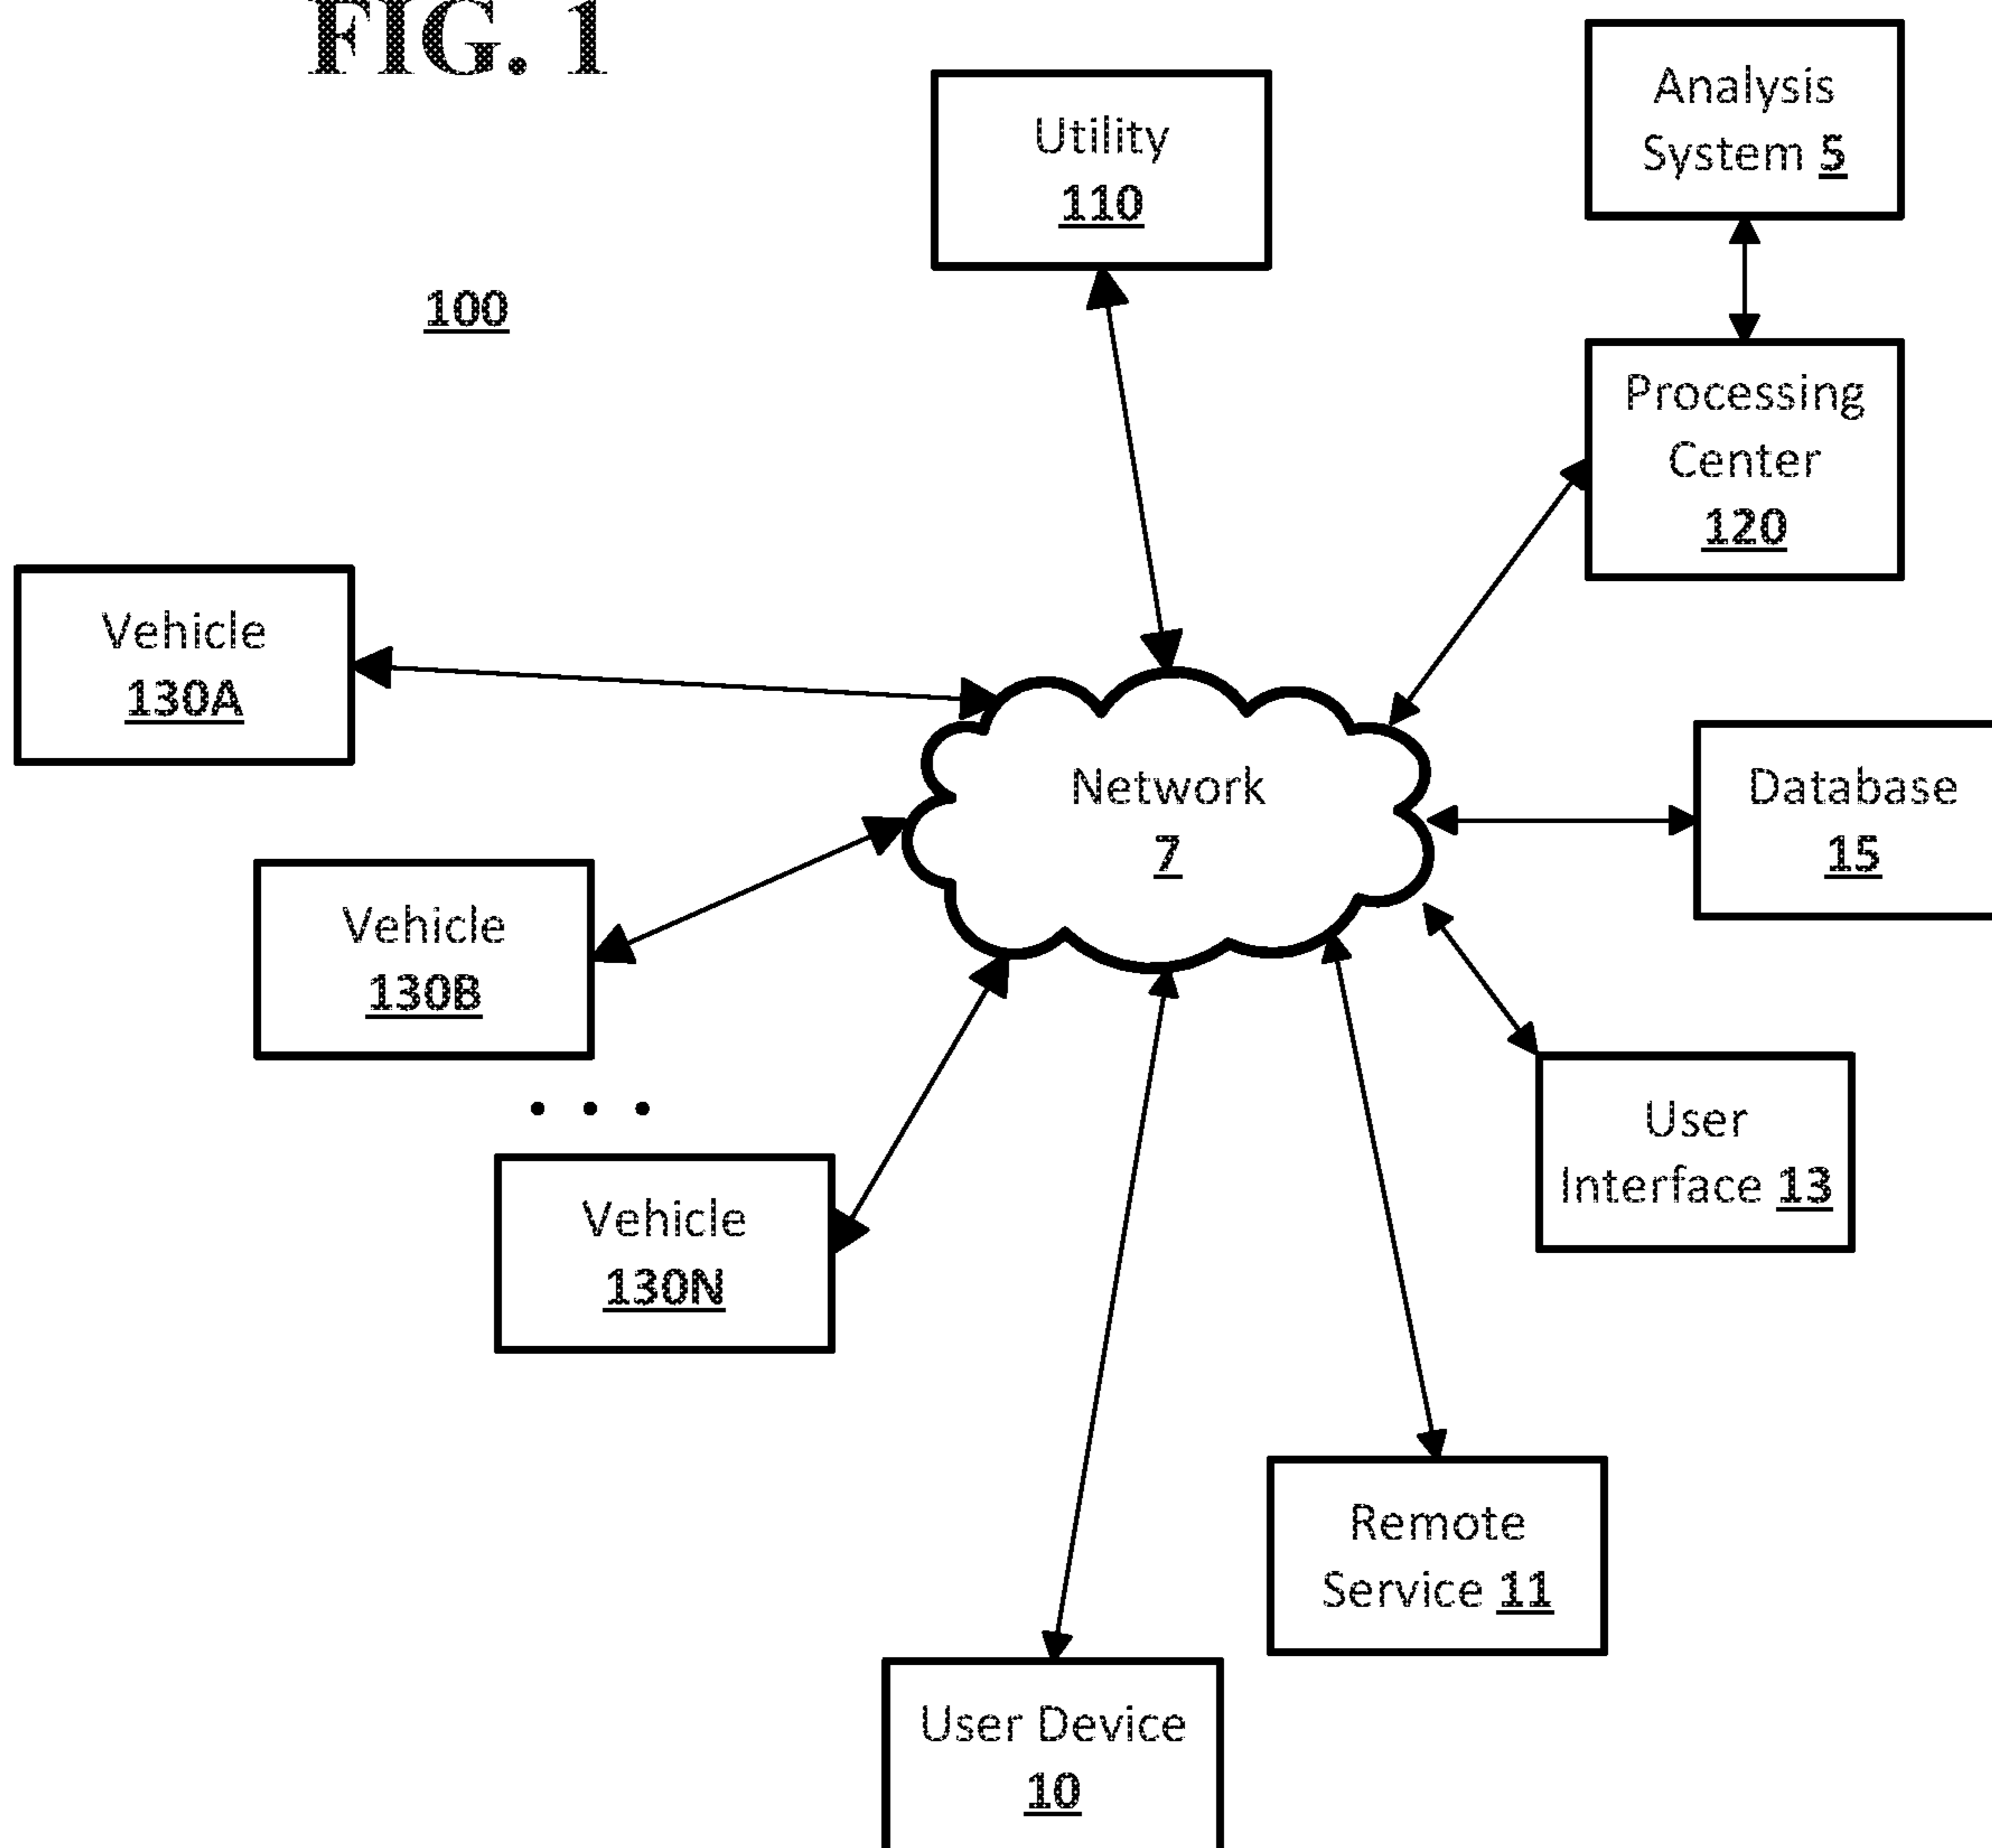 FIG. 1
Utility
110
Analysis
System 5
100
Processing
Center
120
Vehicle
130A
Network
7
Database
15
Vehicle
130B
. . .
User
Interface 13
Vehicle
130N
Remote
Service 11
User Device
10